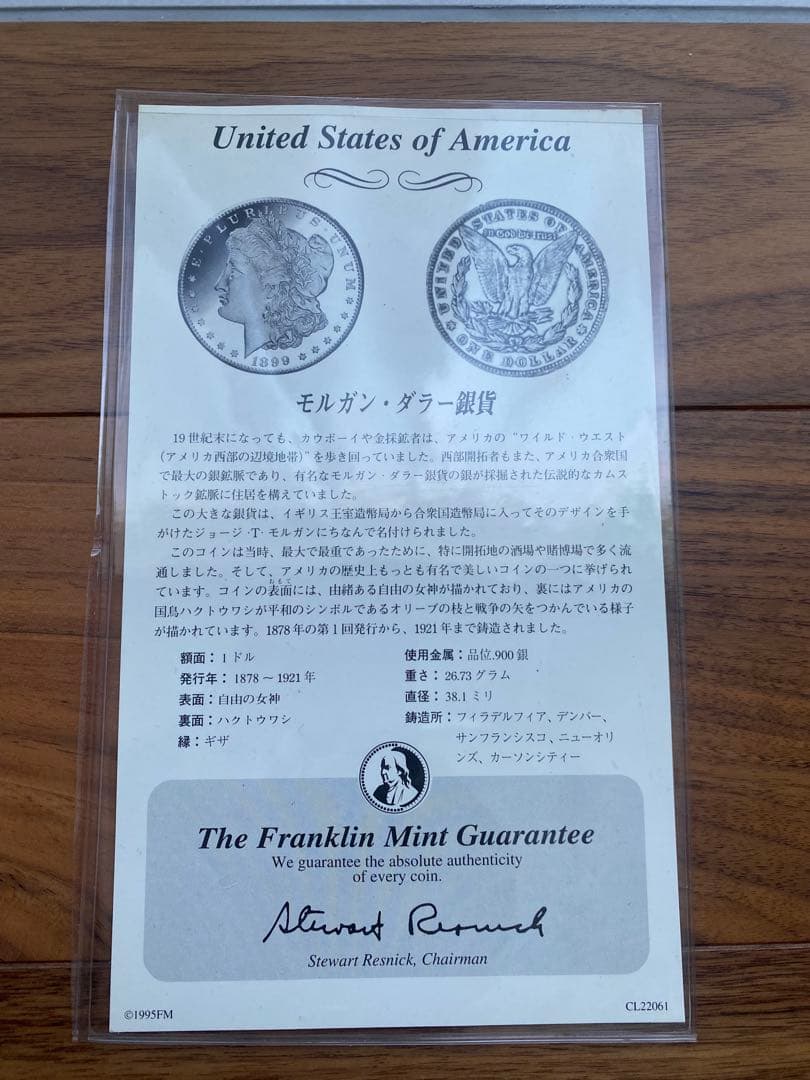 United States of America
E·PLURIBUS·UNUM
1899
UNITED STATES OF AMERICA
In God we trust
ONE DOLLAR
モルガン・ダラー銀貨
19世紀末になっても、カウボーイや金採鉱者は、アメリカの“ワイルド・ウエスト
(アメリカ西部の辺境地帯)”を歩き回っていました。西部開拓者もまた、アメリカ合衆国
で最大の銀鉱脈であり、有名なモルガン・ダラー銀貨の銀が採掘された伝説的なカムス
トック鉱脈に住居を構えていました。
この大きな銀貨は、イギリス王室造幣局から合衆国造幣局に入ってそのデザインを手
がけたジョージ・T・モルガンにちなんで名付けられました。
このコインは当時、最大で最重であったために、特に開拓地の酒場や賭博場で多く流
通しました。そして、アメリカの歴史上もっとも有名で美しいコインの一つに挙げられ
ています。コインの表面(おもて)には、由緒ある自由の女神が描かれており、裏にはアメリカの
国鳥ハクトウワシが平和のシンボルであるオリーブの枝と戦争の矢をつかんでいる様子
が描かれています。1878年の第1回発行から、1921年まで鋳造されました。
額面：1ドル
発行年：1878～1921年
表面：自由の女神
裏面：ハクトウワシ
縁：ギザ
使用金属：品位.900銀
重さ：26.73グラム
直径：38.1ミリ
鋳造所：フィラデルフィア、デンバー、
サンフランシスコ、ニューオリ
ンズ、カーソンシティー
The Franklin Mint Guarantee
We guarantee the absolute authenticity
of every coin.
Stewart Resnick
Stewart Resnick, Chairman
©1995FM
CL22061